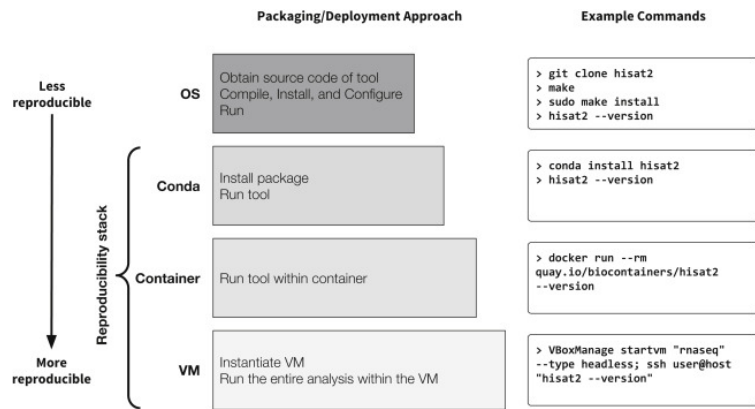 Packaging/Deployment Approach
Example Commands
Less
reproducible
OS
Obtain source code of tool
Compile, Install, and Configure
Run
> git clone hisat2
> make
> sudo make install
> hisat2 --version
Reproducibility stack
Conda
Install package
Run tool
> conda install hisat2
> hisat2 --version
Container
Run tool within container
> docker run --rm
quay.io/biocontainers/hisat2
--version
More
reproducible
VM
Instantiate VM
Run the entire analysis within the VM
> VBoxManage startvm "rnaseq"
--type headless; ssh user@host
"hisat2 --version"